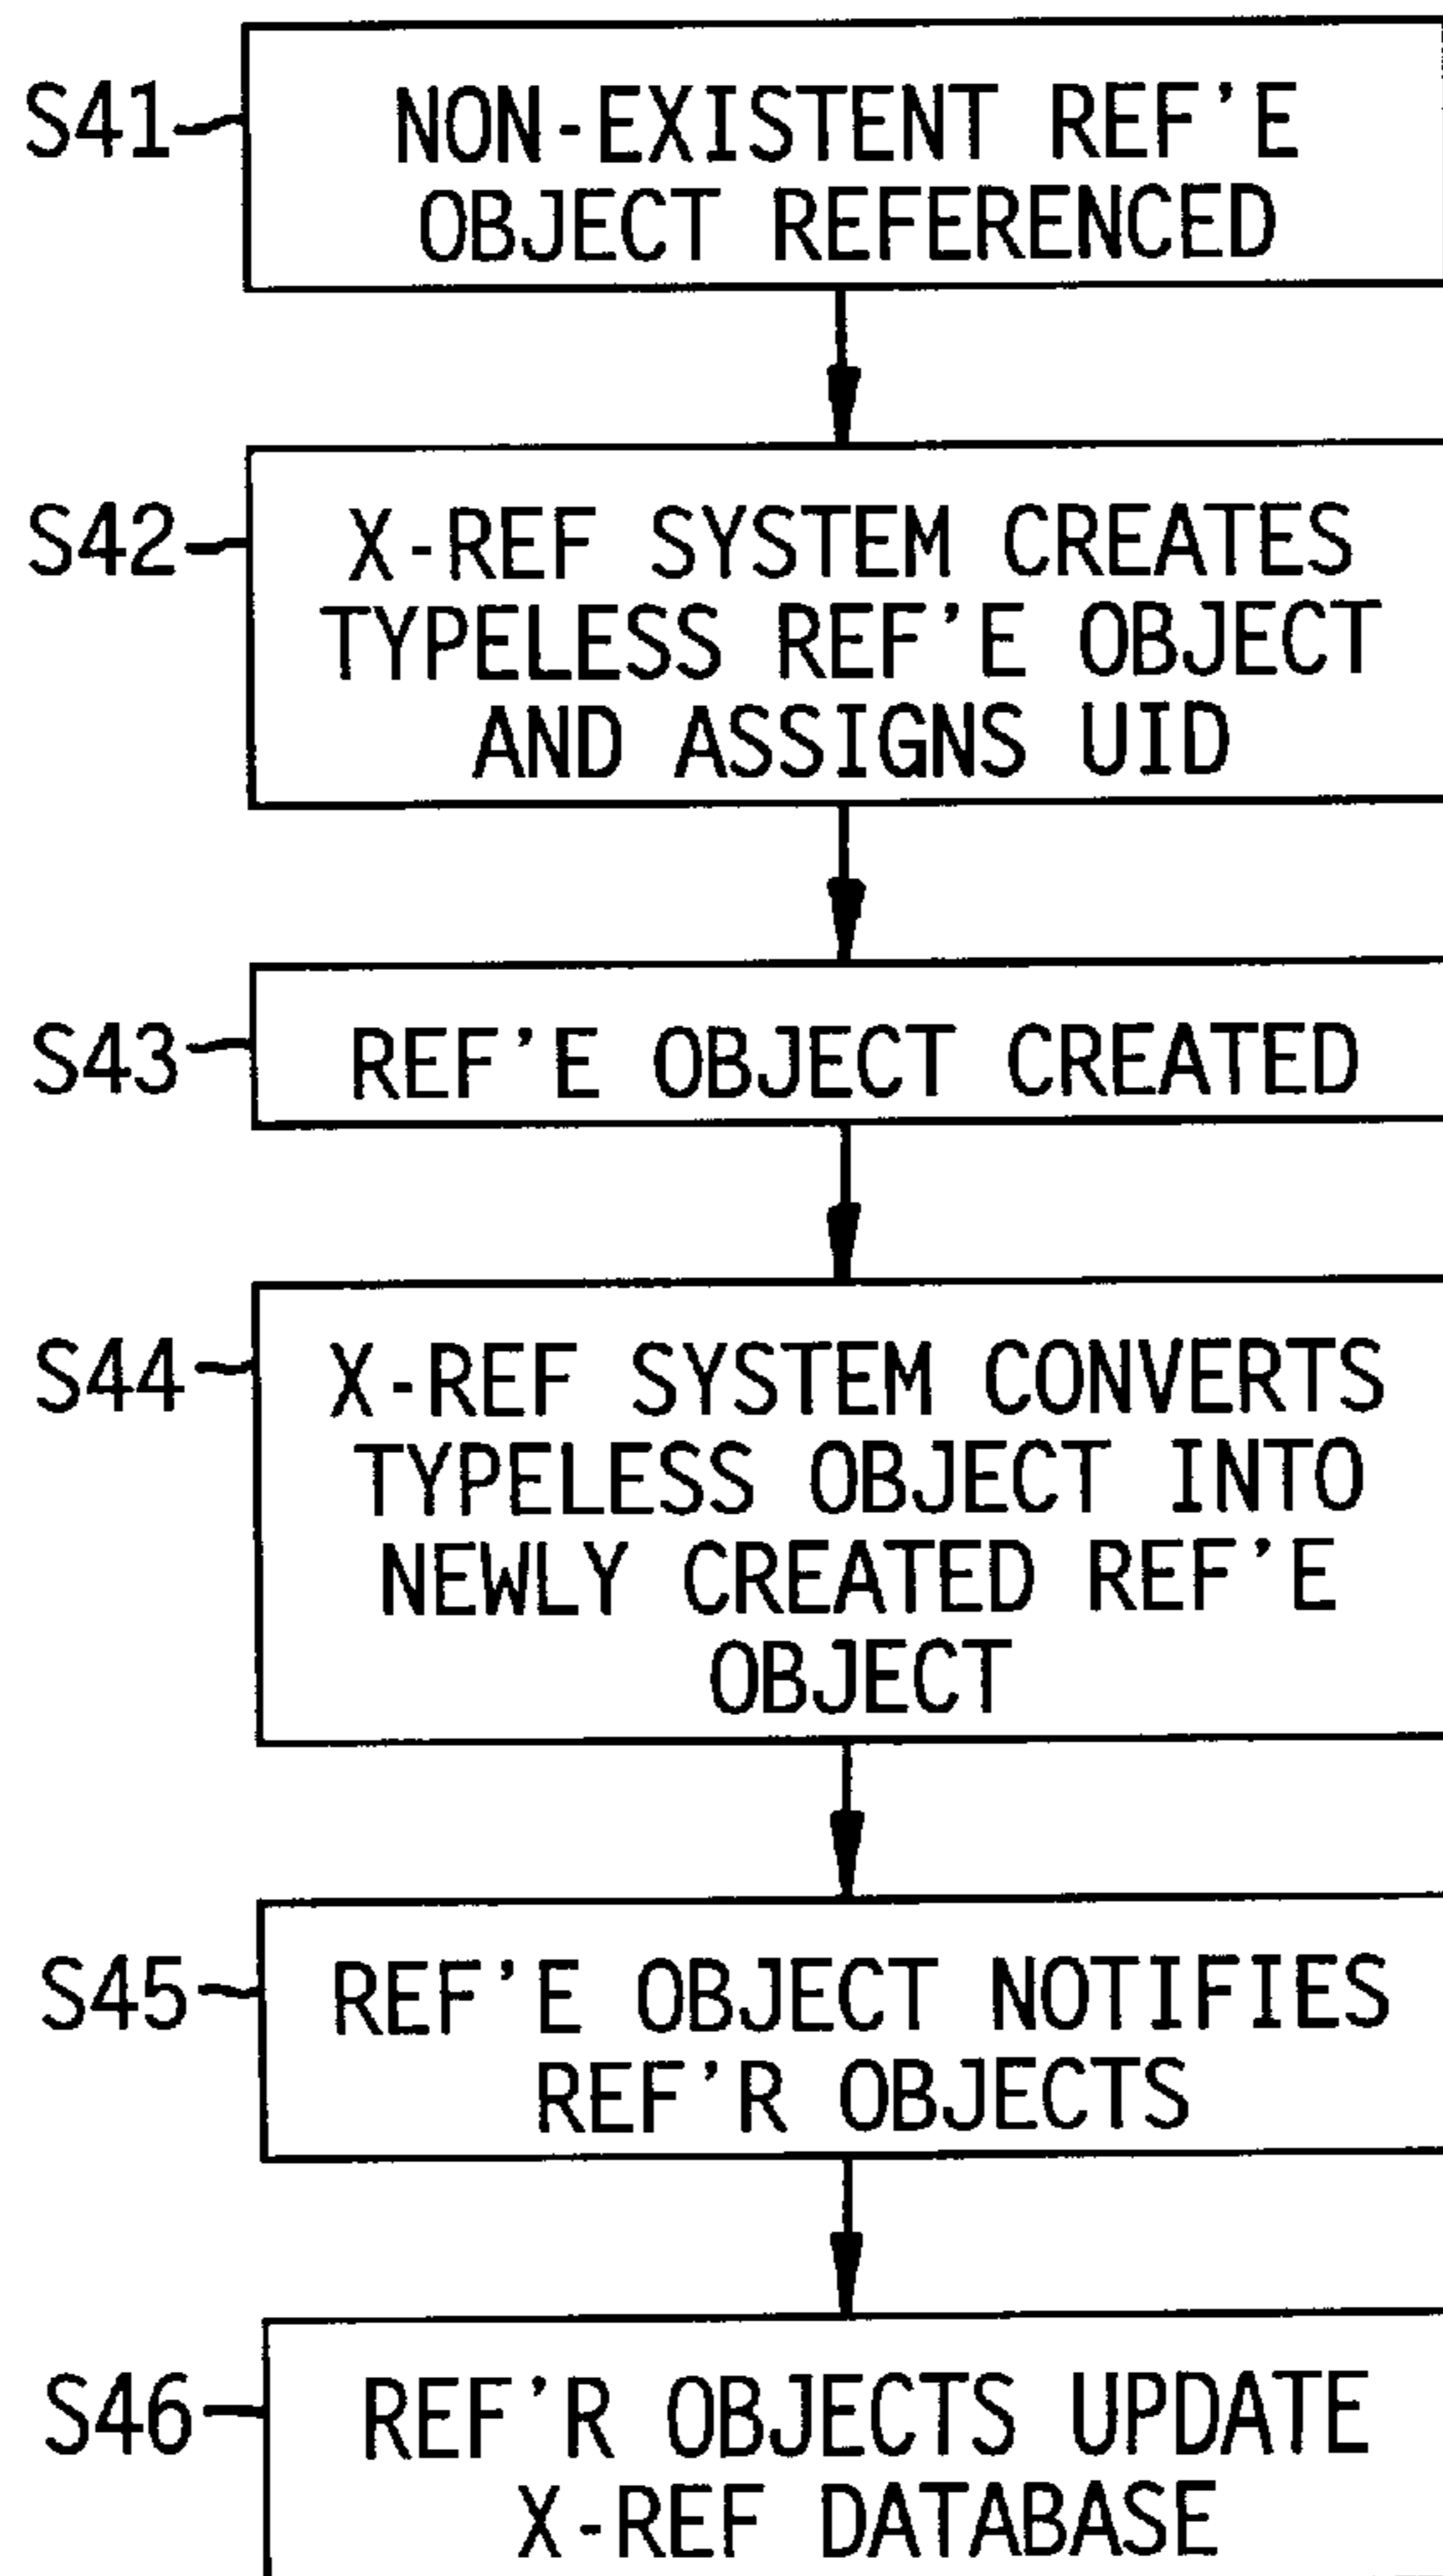 S41
NON-EXISTENT REF'E
OBJECT REFERENCED
S42
X-REF SYSTEM CREATES
TYPELESS REF'E OBJECT
AND ASSIGNS UID
S43
REF'E OBJECT CREATED
S44
X-REF SYSTEM CONVERTS
TYPELESS OBJECT INTO
NEWLY CREATED REF'E
OBJECT
S45
REF'E OBJECT NOTIFIES
REF'R OBJECTS
S46
REF'R OBJECTS UPDATE
X-REF DATABASE